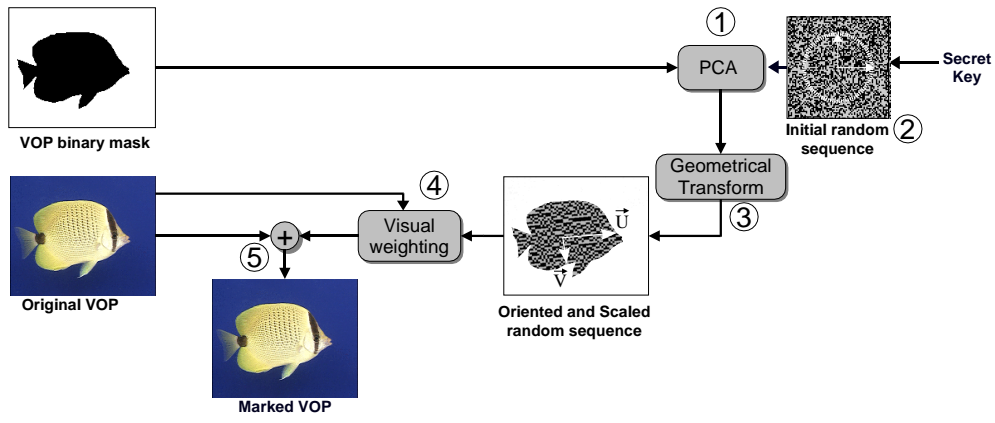 ①
PCA
Secret
Key
VOP binary mask
Initial random
sequence
②
Geometrical
Transform
③
④
Visual
weighting
U
V
+
⑤
Original VOP
Oriented and Scaled
random sequence
Marked VOP